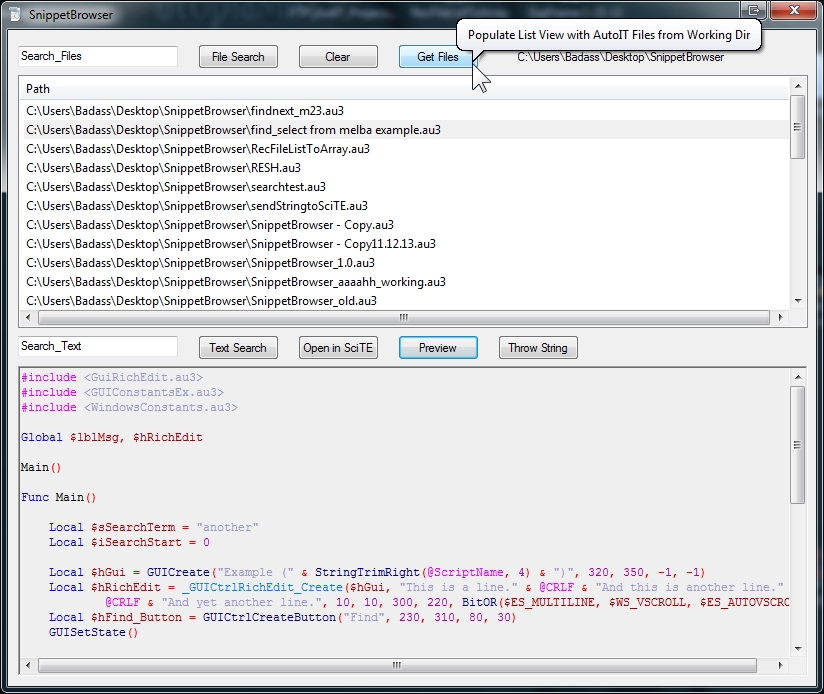 SnippetBrowser
Populate List View with AutoIT Files from Working Dir
Search_Files
File Search
Clear
Get Files
C:\Users\Badass\Desktop\SnippetBrowser
Path
C:\Users\Badass\Desktop\SnippetBrowser\findnext_m23.au3
C:\Users\Badass\Desktop\SnippetBrowser\find_select from melba example.au3
C:\Users\Badass\Desktop\SnippetBrowser\RecFileListToArray.au3
C:\Users\Badass\Desktop\SnippetBrowser\RESH.au3
C:\Users\Badass\Desktop\SnippetBrowser\searchtest.au3
C:\Users\Badass\Desktop\SnippetBrowser\sendStringtoSciTE.au3
C:\Users\Badass\Desktop\SnippetBrowser\SnippetBrowser - Copy.au3
C:\Users\Badass\Desktop\SnippetBrowser\SnippetBrowser - Copy11.12.13.au3
C:\Users\Badass\Desktop\SnippetBrowser\SnippetBrowser_1.0.au3
C:\Users\Badass\Desktop\SnippetBrowser\SnippetBrowser_aaaahh_working.au3
C:\Users\Badass\Desktop\SnippetBrowser\SnippetBrowser_old.au3
Search_Text
Text Search
Open in SciTE
Preview
Throw String
#include <GuiRichEdit.au3>
#include <GUIConstantsEx.au3>
#include <WindowsConstants.au3>
Global $lblMsg, $hRichEdit
Main()
Func Main()
Local $sSearchTerm = "another"
Local $iSearchStart = 0
Local $hGui = GUICreate("Example (" & StringTrimRight(@ScriptName, 4) & ")", 320, 350, -1, -1)
Local $hRichEdit = _GUICtrlRichEdit_Create($hGui, "This is a line." & @CRLF & "And this is another line."
@CRLF & "And yet another line.", 10, 10, 300, 220, BitOR($ES_MULTILINE, $WS_VSCROLL, $ES_AUTOVSCRO
Local $hFind_Button = GUICtrlCreateButton("Find", 230, 310, 80, 30)
GUISetState()